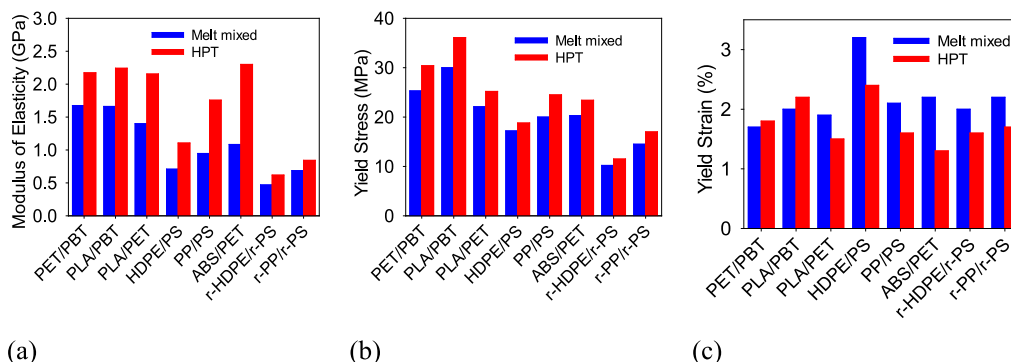 Modulus of Elasticity (GPa)
3.0
2.5
2.0
1.5
1.0
0.5
0.0
Melt mixed
HPT
PET/PBT
PLA/PBT
PLA/PET
HDPE/PS
PP/PS
ABS/PET
r-HDPE/r-PS
r-PP/r-PS
(a)
Yield Stress (MPa)
40
30
20
10
0
Melt mixed
HPT
PET/PBT
PLA/PBT
PLA/PET
HDPE/PS
PP/PS
ABS/PET
r-HDPE/r-PS
r-PP/r-PS
(b)
Yield Strain (%)
3
2
1
0
Melt mixed
HPT
PET/PBT
PLA/PBT
PLA/PET
HDPE/PS
PP/PS
ABS/PET
r-HDPE/r-PS
r-PP/r-PS
(c)